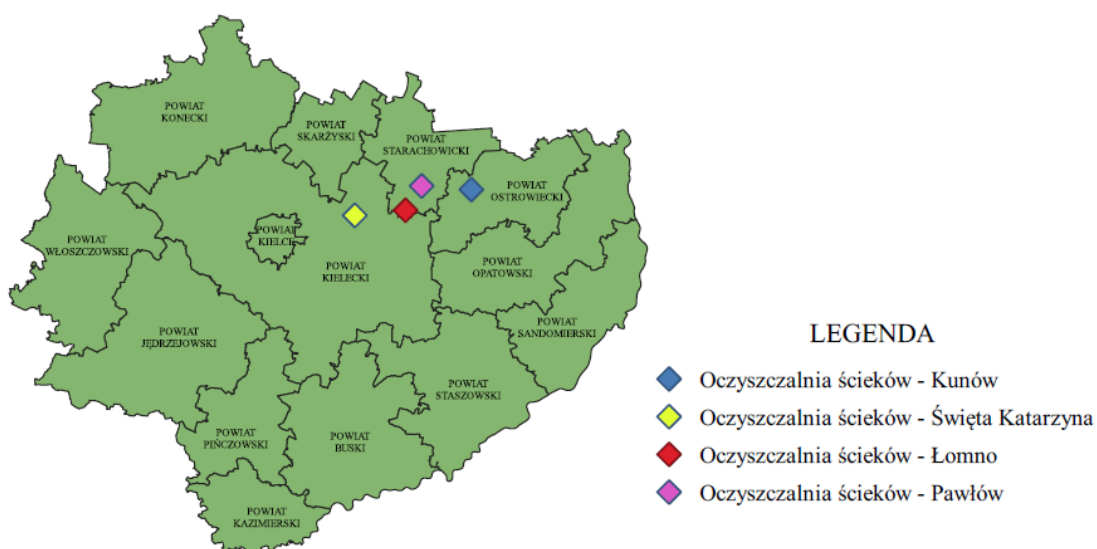 POWIAT
KONECKI
POWIAT
SKARŻYSKI
POWIAT
STARACHOWICKI
POWIAT
OSTROWIECKI
POWIAT
WŁOSZCZOWSKI
POWIAT
KIELCE
POWIAT
KIELECKI
POWIAT
OPATOWSKI
POWIAT
SANDOMIERSKI
POWIAT
JĘDRZEJOWSKI
POWIAT
STASZOWSKI
POWIAT
PIŃCZOWSKI
POWIAT
BUSKI
POWIAT
KAZIMIERSKI
LEGENDA
Oczyszczalnia ścieków - Kunów
Oczyszczalnia ścieków - Święta Katarzyna
Oczyszczalnia ścieków - Łomno
Oczyszczalnia ścieków - Pawłów